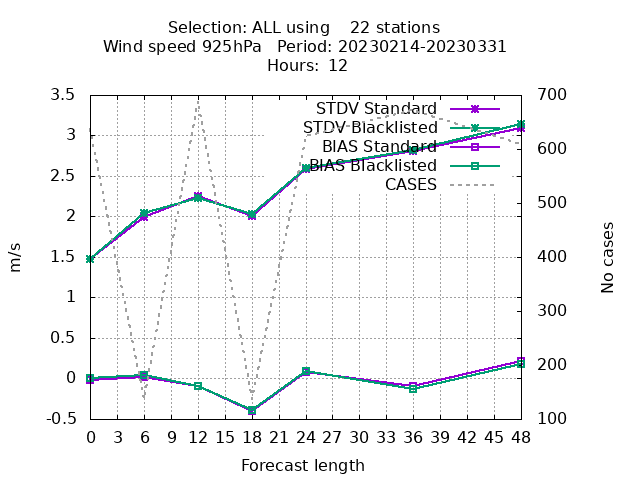 Selection: ALL using 22 stations
Wind speed 925hPa Period: 20230214-20230331
Hours: 12
3.5
3
2.5
2
1.5
1
0.5
0
-0.5
m/s
STDV Standard
STDV Blacklisted
BIAS Standard
BIAS Blacklisted
CASES
700
600
500
400
300
200
100
No cases
0 3 6 9 12 15 18 21 24 27 30 33 36 39 42 45 48
Forecast length